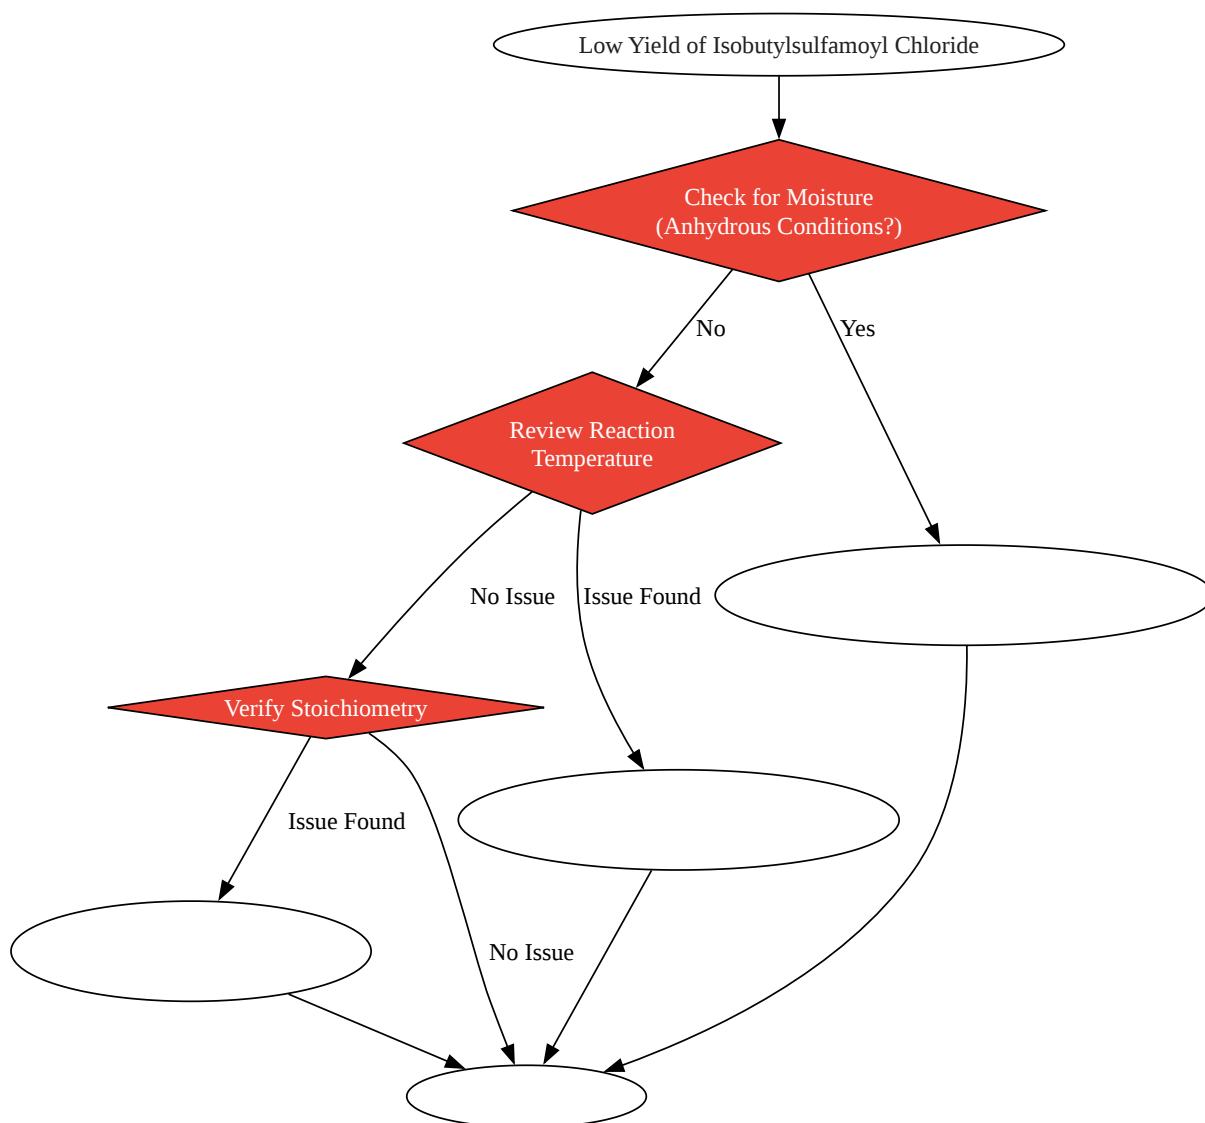 Low Yield of Isobutylsulfamoyl Chloride
Check for Moisture
(Anhydrous Conditions?)
No
Yes
Review Reaction
Temperature
No Issue
Issue Found
Verify Stoichiometry
Issue Found
No Issue